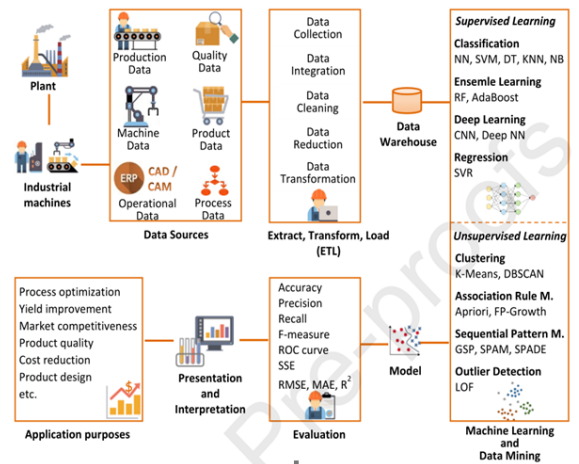 Plant
Industrial
machines
Production
Data
Quality
Data
Machine
Data
Product
Data
ERP
CAD /
CAM
Operational
Data
Process
Data
Data Sources
Data
Collection
Data
Integration
Data
Cleaning
Data
Reduction
Data
Transformation
Extract, Transform, Load
(ETL)
Data
Warehouse
Supervised Learning
Classification
NN, SVM, DT, KNN, NB
Ensemle Learning
RF, AdaBoost
Deep Learning
CNN, Deep NN
Regression
SVR
Unsupervised Learning
Clustering
K-Means, DBSCAN
Association Rule M.
Apriori, FP-Growth
Sequential Pattern M.
GSP, SPAM, SPADE
Outlier Detection
LOF
Machine Learning
and
Data Mining
Model
Accuracy
Precision
Recall
F-measure
ROC curve
SSE
RMSE, MAE, R²
Evaluation
Presentation
and
Interpretation
Process optimization
Yield improvement
Market competitiveness
Product quality
Cost reduction
Product design
etc.
$
Application purposes
Pre-proofs